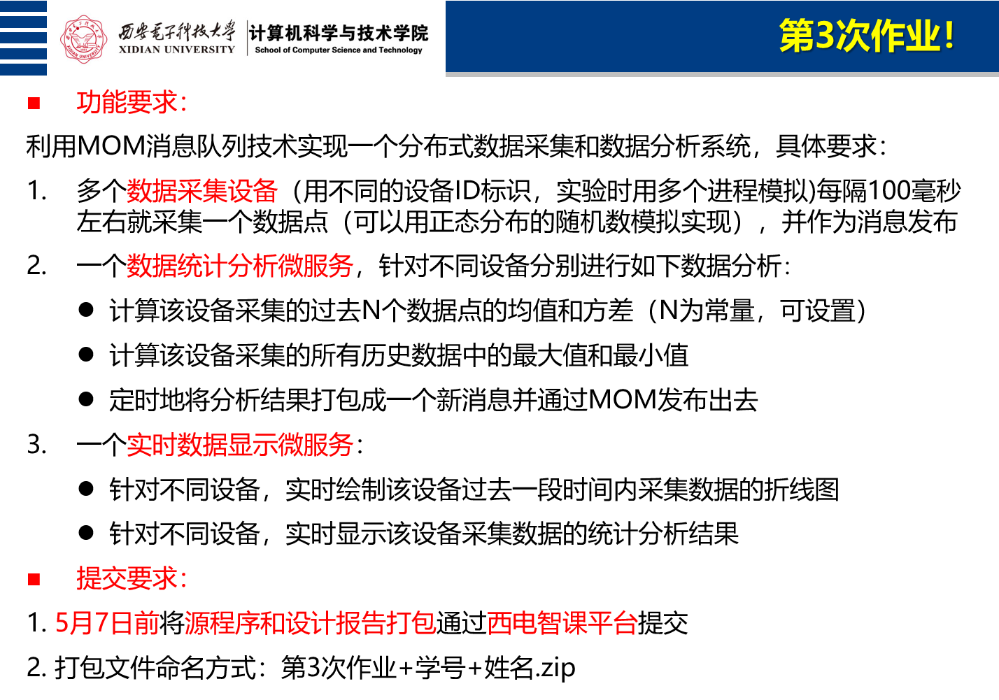 西安电子科技大学
XIDIAN UNIVERSITY
计算机科学与技术学院
School of Computer Science and Technology
第3次作业！
功能要求：
利用MOM消息队列技术实现一个分布式数据采集和数据分析系统，具体要求：
1. 多个数据采集设备（用不同的设备ID标识，实验时用多个进程模拟)每隔100毫秒
左右就采集一个数据点（可以用正态分布的随机数模拟实现），并作为消息发布
2. 一个数据统计分析微服务，针对不同设备分别进行如下数据分析：
● 计算该设备采集的过去N个数据点的均值和方差（N为常量，可设置）
● 计算该设备采集的所有历史数据中的最大值和最小值
● 定时地将分析结果打包成一个新消息并通过MOM发布出去
3. 一个实时数据显示微服务：
● 针对不同设备，实时绘制该设备过去一段时间内采集数据的折线图
● 针对不同设备，实时显示该设备采集数据的统计分析结果
提交要求：
1. 5月7日前将源程序和设计报告打包通过西电智课平台提交
2. 打包文件命名方式：第3次作业+学号+姓名.zip